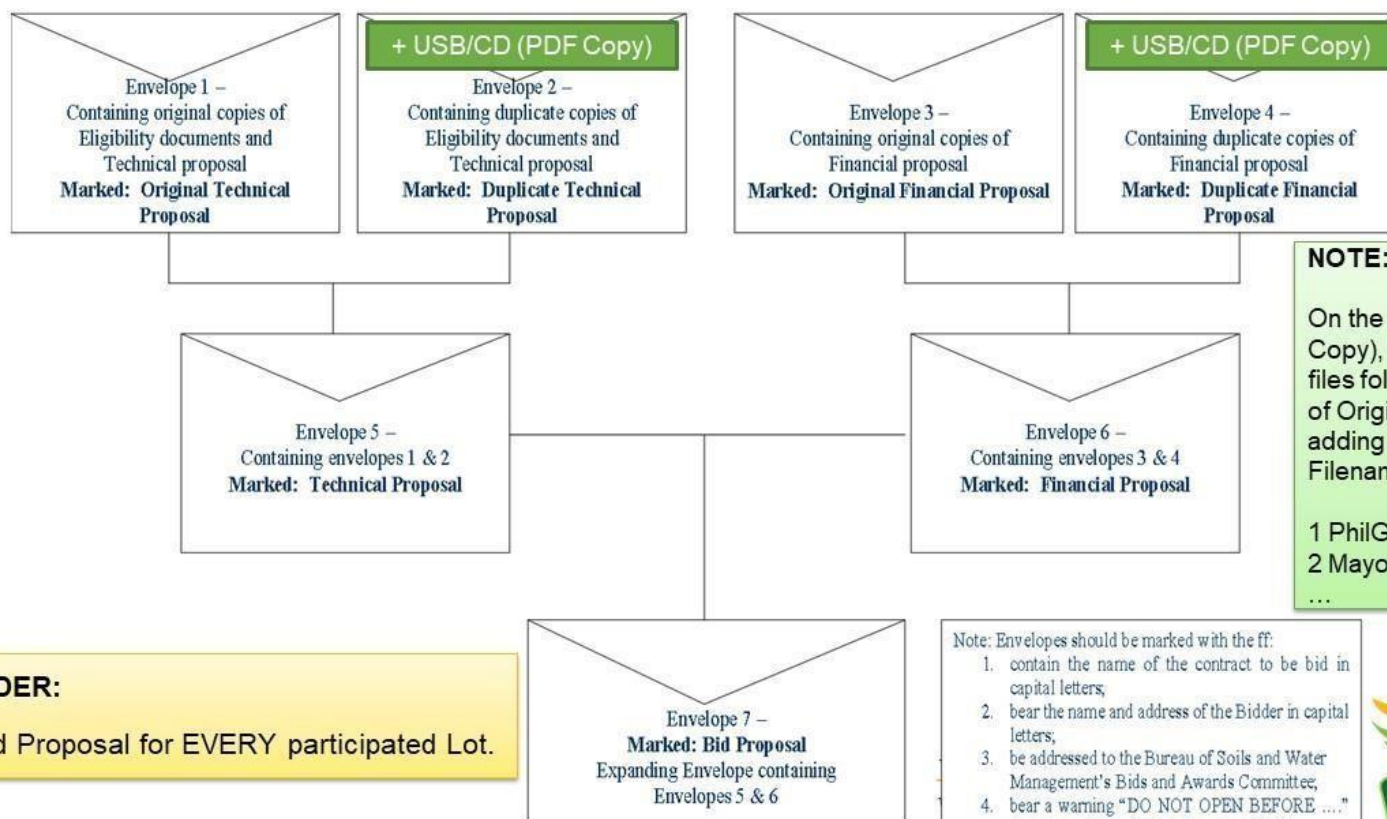 + USB/CD (PDF Copy)
Envelope 1 –
Containing original copies of
Eligibility documents and
Technical proposal
Marked: Original Technical
Proposal
Envelope 2 –
Containing duplicate copies of
Eligibility documents and
Technical proposal
Marked: Duplicate Technical
Proposal
Envelope 3 –
Containing original copies of
Financial proposal
Marked: Original Financial Proposal
+ USB/CD (PDF Copy)
Envelope 4 –
Containing duplicate copies of
Financial proposal
Marked: Duplicate Financial
Proposal
NOTE:
On the
Copy),
files fol
of Origi
adding
Filenan
1 PhilG
2 Mayo
…
Envelope 5 –
Containing envelopes 1 & 2
Marked: Technical Proposal
Envelope 6 –
Containing envelopes 3 & 4
Marked: Financial Proposal
DER:
d Proposal for EVERY participated Lot.
Envelope 7 –
Marked: Bid Proposal
Expanding Envelope containing
Envelopes 5 & 6
Note: Envelopes should be marked with the ff:
1. contain the name of the contract to be bid in
capital letters;
2. bear the name and address of the Bidder in capital
letters;
3. be addressed to the Bureau of Soils and Water
Management's Bids and Awards Committee;
4. bear a warning "DO NOT OPEN BEFORE ...."